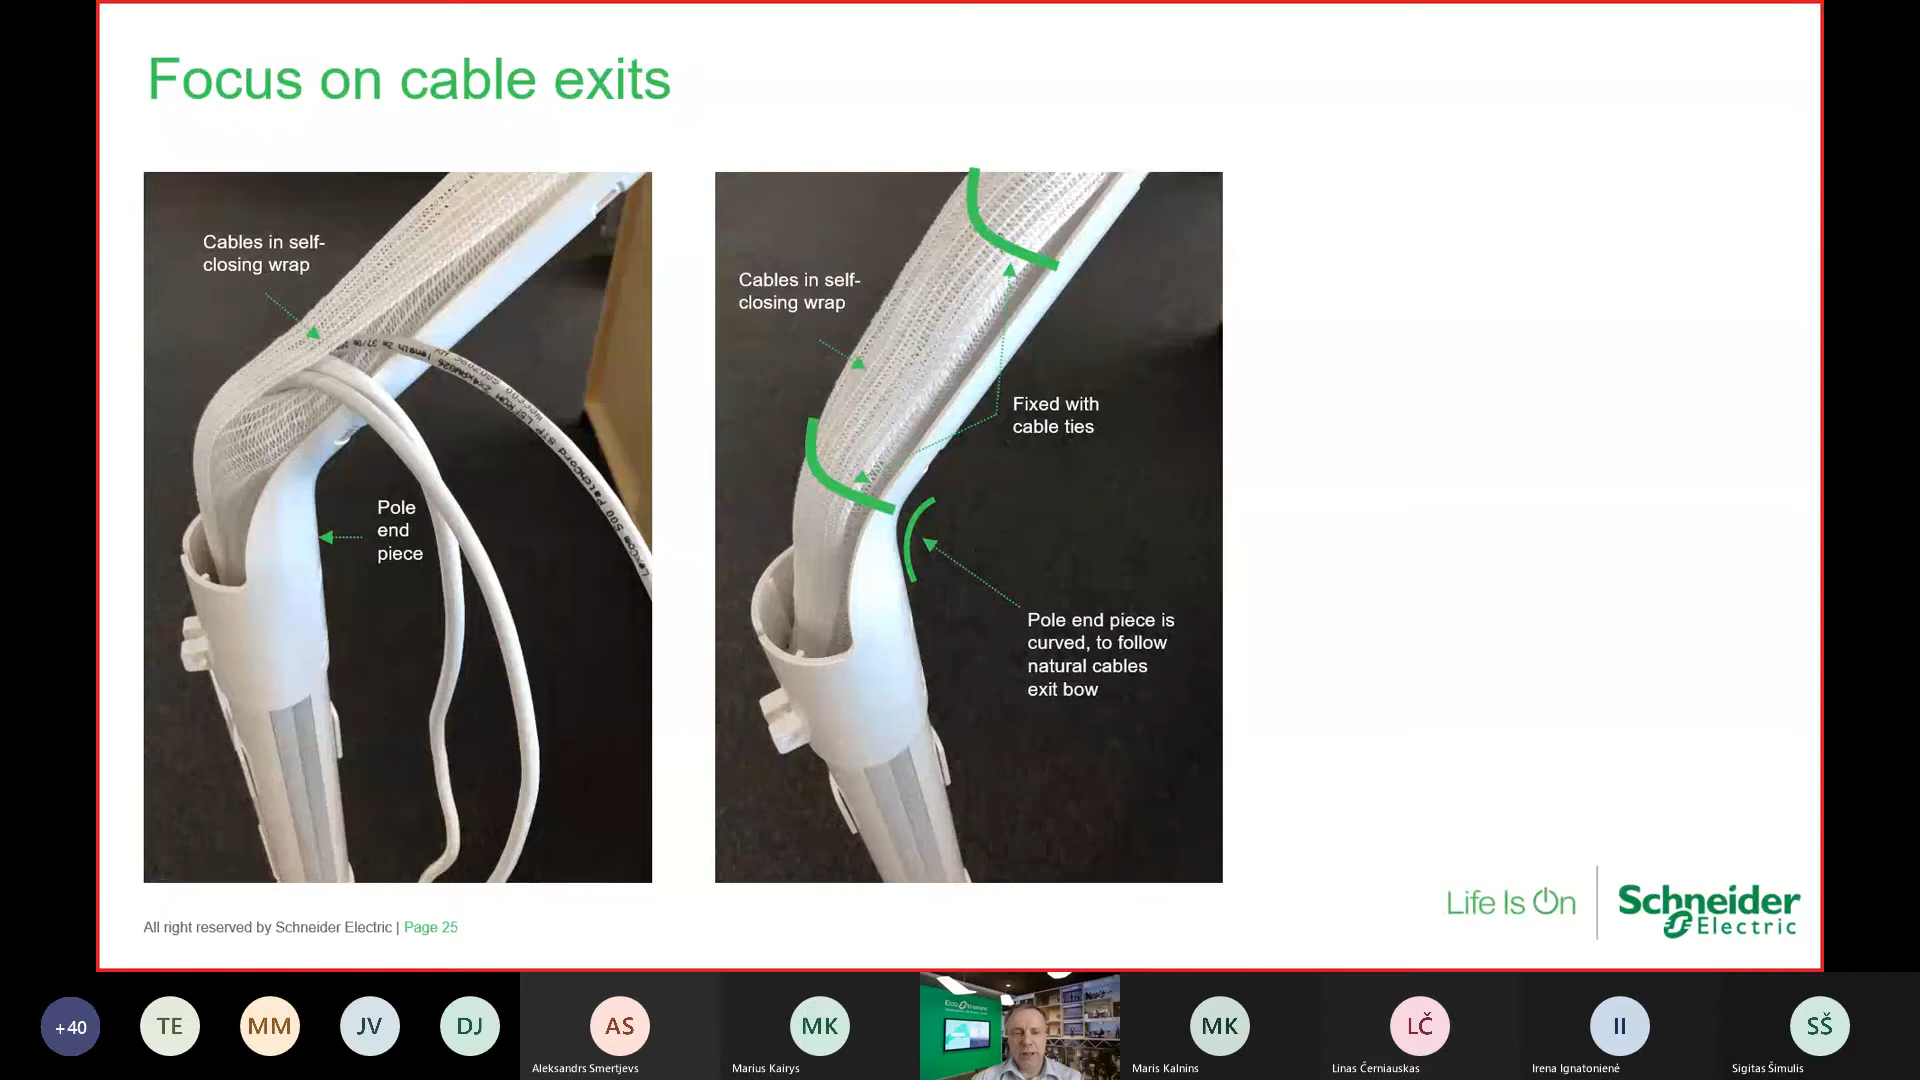 Focus on cable exits
Cables in self-
closing wrap
Pole
end
piece
Cables in self-
closing wrap
Fixed with
cable ties
Pole end piece is
curved, to follow
natural cables
exit bow
All right reserved by Schneider Electric | Page 25
Life Is On
Schneider
Electric
+40
TE
MM
JV
DJ
AS
Aleksandrs Smertjevs
MK
Marius Kairys
MK
Maris Kalnins
LČ
Linas Černiauskas
II
Irena Ignatonienė
SŠ
Sigitas Šimulis